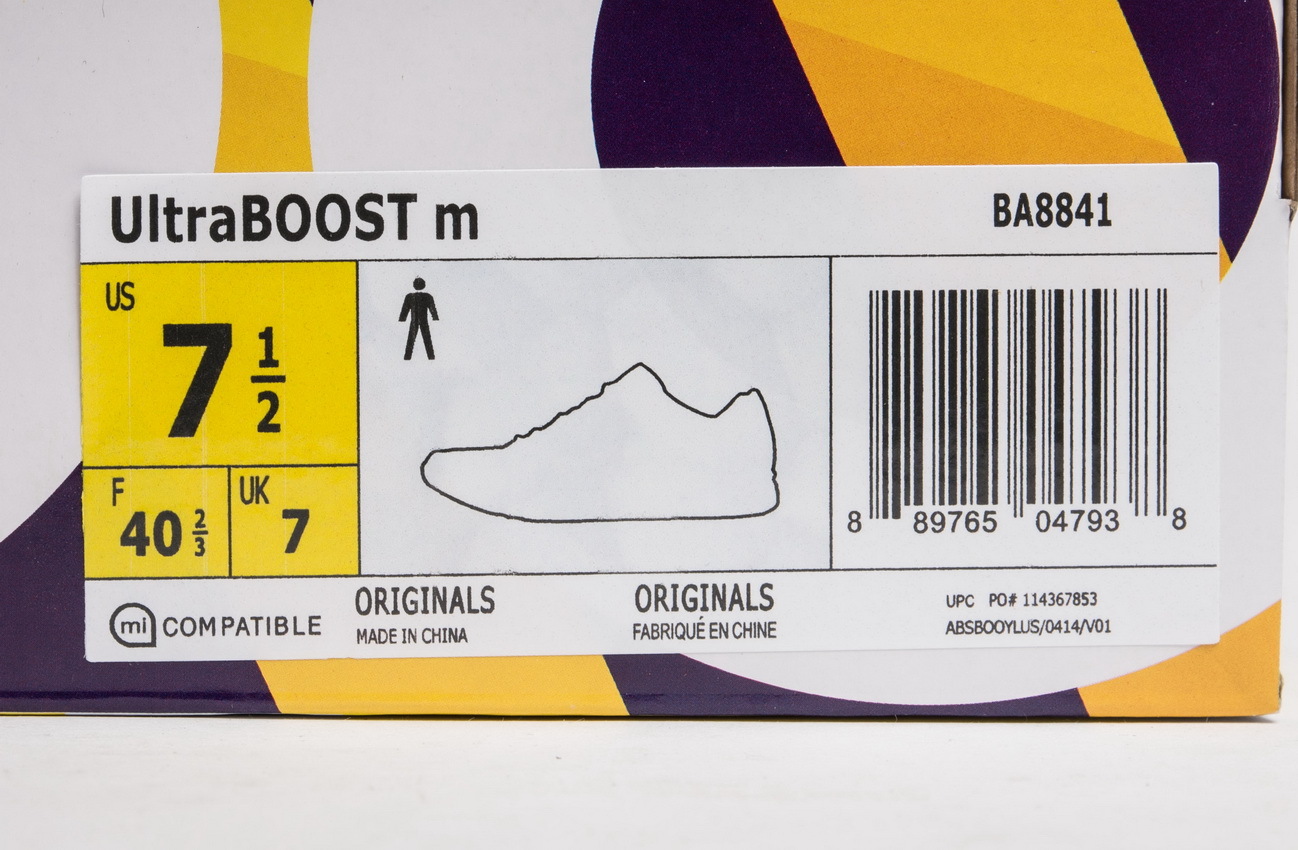 UltraBOOST m
BA8841
US
7 1/2
F
40 2/3
UK
7
8 89765 04793 8
mi COMPATIBLE
ORIGINALS
MADE IN CHINA
ORIGINALS
FABRIQUÉ EN CHINE
UPC PO# 114367853
ABSBOOYLUS/0414/V01